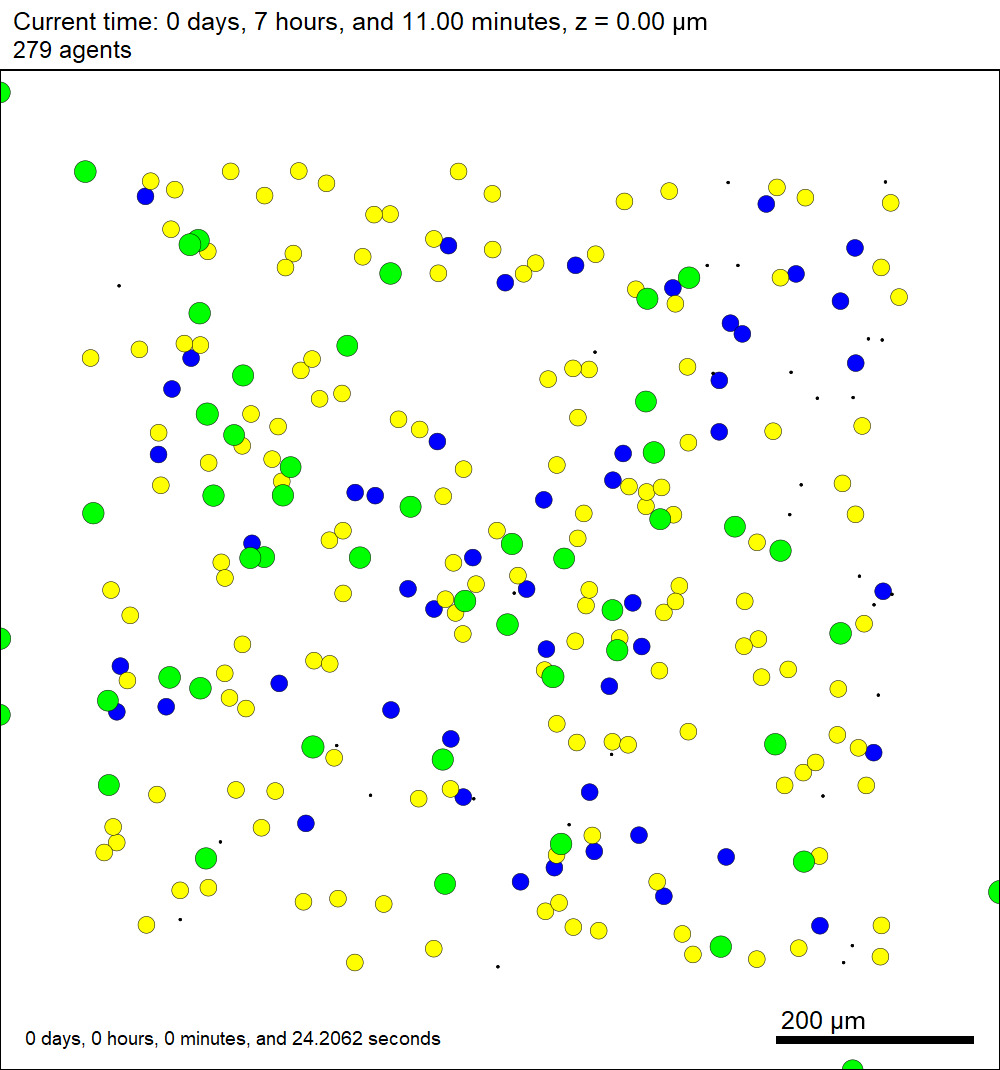 Current time: 0 days, 7 hours, and 11.00 minutes, z = 0.00 μm
279 agents
200 μm
0 days, 0 hours, 0 minutes, and 24.2062 seconds